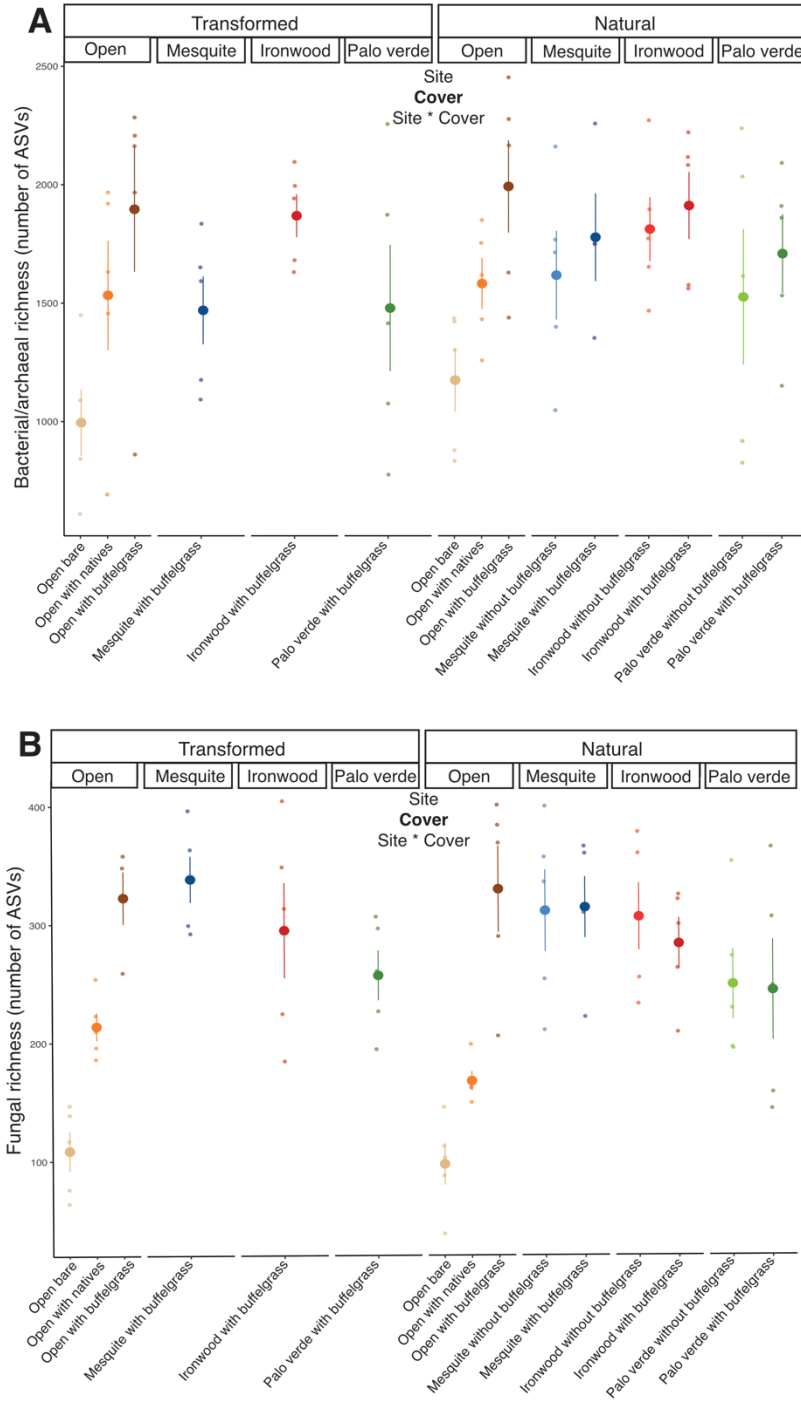 A
Transformed
Natural
Open
Mesquite
Ironwood
Palo verde
Open
Mesquite
Ironwood
Palo verde
Site
Cover
Site * Cover
Bacterial/archaeal richness (number of ASVs)
2500
2000
1500
1000
Open bare
Open with natives
Open with buffelgrass
Mesquite with buffelgrass
Ironwood with buffelgrass
Palo verde with buffelgrass
Open bare
Open with natives
Open with buffelgrass
Mesquite without buffelgrass
Mesquite with buffelgrass
Ironwood without buffelgrass
Ironwood with buffelgrass
Palo verde without buffelgrass
Palo verde with buffelgrass
B
Transformed
Natural
Open
Mesquite
Ironwood
Palo verde
Open
Mesquite
Ironwood
Palo verde
Site
Cover
Site * Cover
Fungal richness (number of ASVs)
400
300
200
100
Open bare
Open with natives
Open with buffelgrass
Mesquite with buffelgrass
Ironwood with buffelgrass
Palo verde with buffelgrass
Open bare
Open with natives
Open with buffelgrass
Mesquite without buffelgrass
Mesquite with buffelgrass
Ironwood without buffelgrass
Ironwood with buffelgrass
Palo verde without buffelgrass
Palo verde with buffelgrass